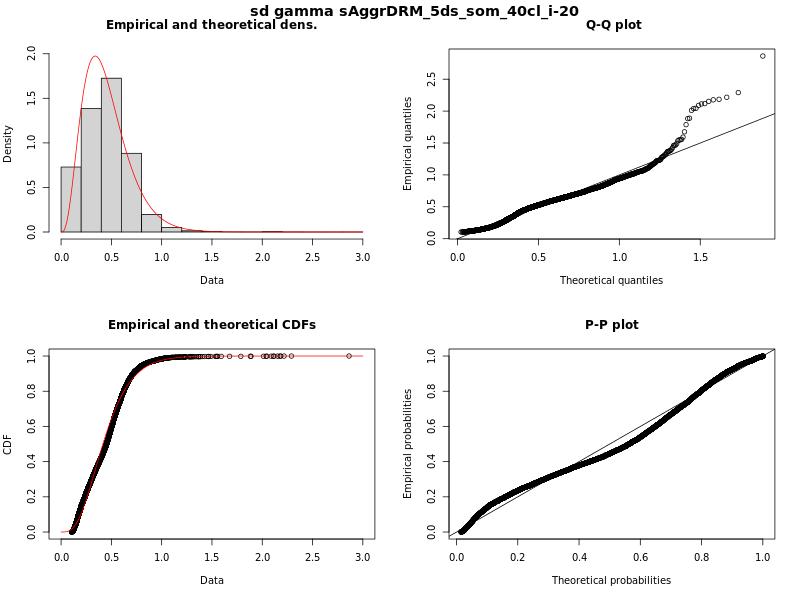 sd gamma sAggrDRM_5ds_som_40cl_i-20
Empirical and theoretical dens.
Density
0.0 0.5 1.0 1.5 2.0
0.0 0.5 1.0 1.5 2.0 2.5 3.0
Data
Q-Q plot
Empirical quantiles
0.0 0.5 1.0 1.5 2.0 2.5
0.0 0.5 1.0 1.5
Theoretical quantiles
Empirical and theoretical CDFs
CDF
0.0 0.2 0.4 0.6 0.8 1.0
0.0 0.5 1.0 1.5 2.0 2.5 3.0
Data
P-P plot
Empirical probabilities
0.0 0.2 0.4 0.6 0.8 1.0
0.0 0.2 0.4 0.6 0.8 1.0
Theoretical probabilities